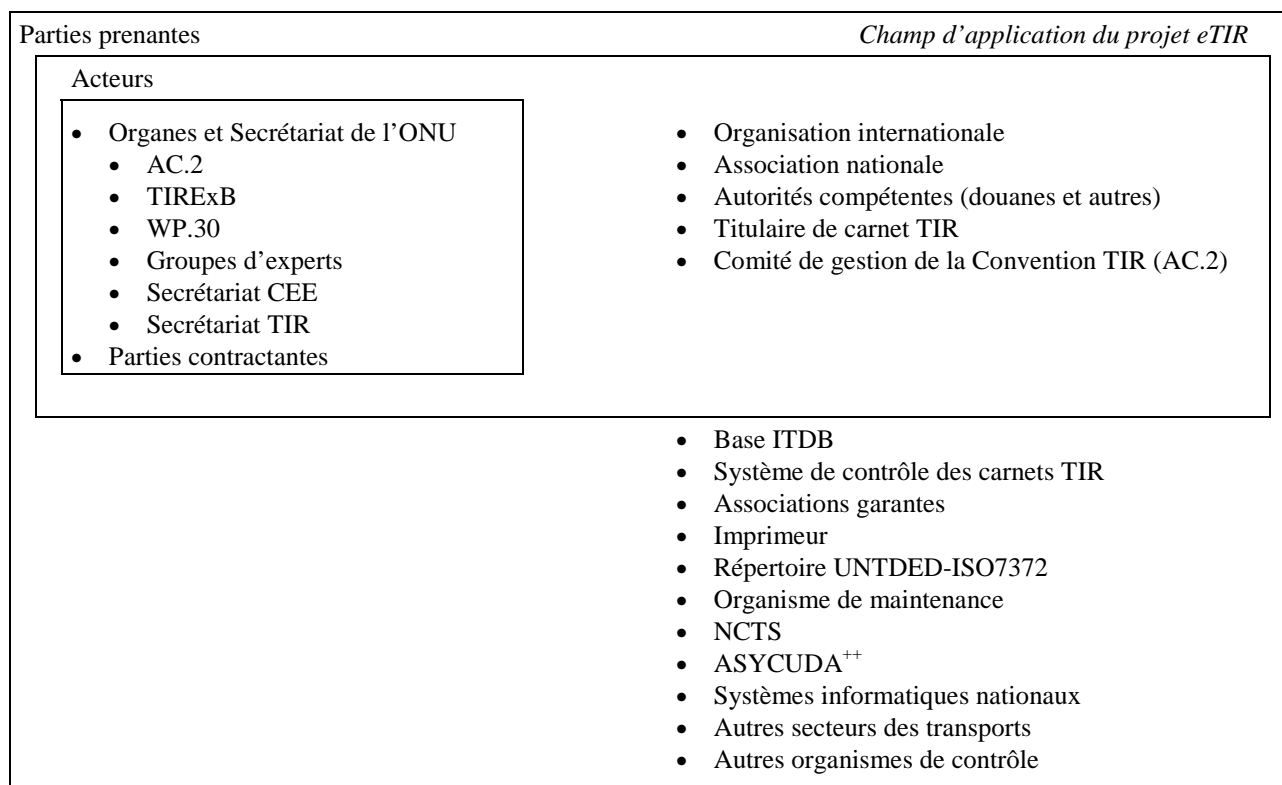 Parties prenantes
Champ d'application du projet eTIR
Acteurs
• Organes et Secrétariat de l'ONU
• AC.2
• TIRExB
• WP.30
• Groupes d'experts
• Secrétariat CEE
• Secrétariat TIR
• Parties contractantes
• Organisation internationale
• Association nationale
• Autorités compétentes (douanes et autres)
• Titulaire de carnet TIR
• Comité de gestion de la Convention TIR (AC.2)
• Base ITDB
• Système de contrôle des carnets TIR
• Associations garantes
• Imprimeur
• Répertoire UNTDED-ISO7372
• Organisme de maintenance
• NCTS
• ASYCUDA++
• Systèmes informatiques nationaux
• Autres secteurs des transports
• Autres organismes de contrôle